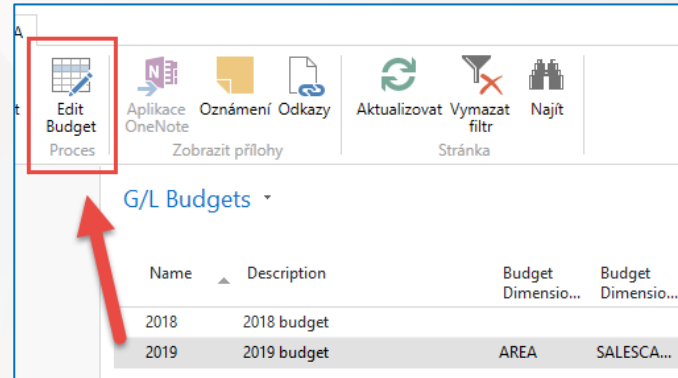 A
t
Edit
Budget
Proces
Aplikace
OneNote
Oznámení
Odkazy
Zobrazit přílohy
Aktualizovat
Vymazat
filtr
Najít
Stránka
G/L Budgets
Name Description Budget
Dimensio... Budget
Dimensio...
2018 2018 budget
2019 2019 budget AREA SALESCA...